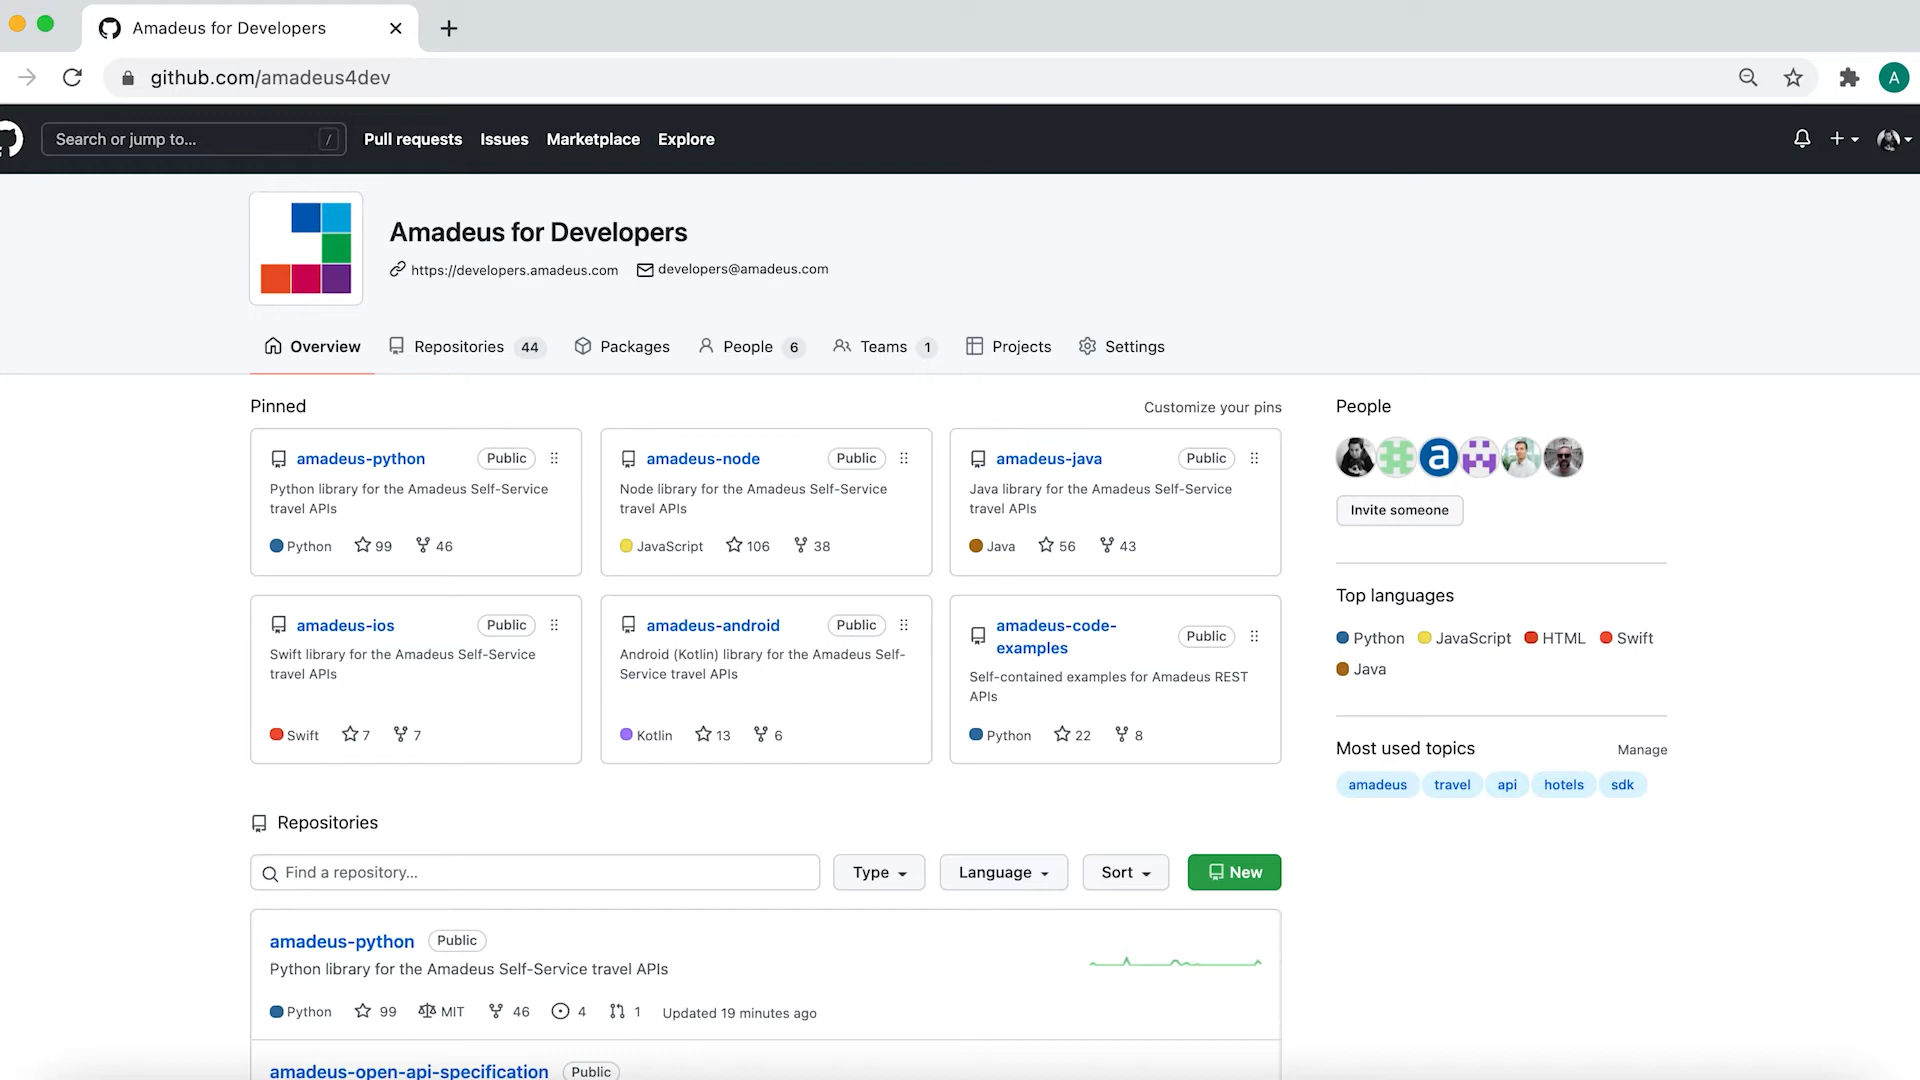 Amadeus for Developers
github.com/amadeus4dev
A
Search or jump to... /
Pull requests
Issues
Marketplace
Explore
Amadeus for Developers
https://developers.amadeus.com
developers@amadeus.com
Overview
Repositories 44
Packages
People 6
Teams 1
Projects
Settings
Pinned
Customize your pins
amadeus-python
Public
Python library for the Amadeus Self-Service
travel APIs
Python 99 46
amadeus-node
Public
Node library for the Amadeus Self-Service
travel APIs
JavaScript 106 38
amadeus-java
Public
Java library for the Amadeus Self-Service
travel APIs
Java 56 43
amadeus-ios
Public
Swift library for the Amadeus Self-Service
travel APIs
Swift 7 7
amadeus-android
Public
Android (Kotlin) library for the Amadeus Self-
Service travel APIs
Kotlin 13 6
amadeus-code-
examples
Public
Self-contained examples for Amadeus REST
APIs
Python 22 8
People
a
Invite someone
Top languages
Python JavaScript HTML Swift
Java
Most used topics
Manage
amadeus travel api hotels sdk
Repositories
Find a repository...
Type
Language
Sort
New
amadeus-python
Public
Python library for the Amadeus Self-Service travel APIs
Python 99 MIT 46 4 1 Updated 19 minutes ago
amadeus-open-api-specification
Public